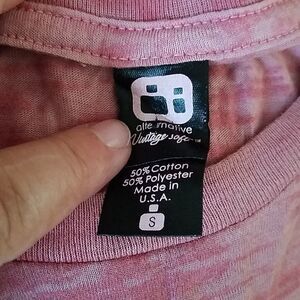 alternative
Vintage soft
50% Cotton
50% Polyester
Made in
U.S.A.
S